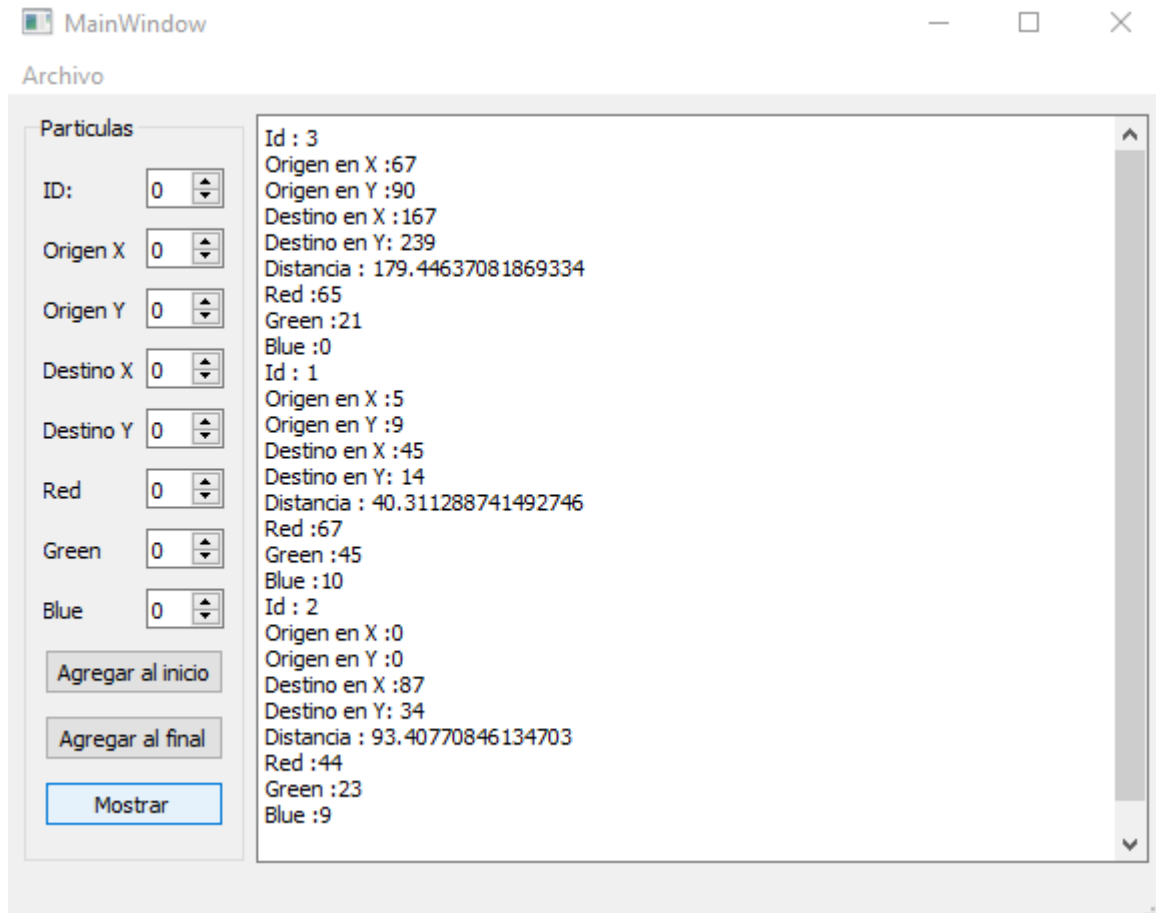 MainWindow
Archivo
Particulas
ID: 0
Origen X 0
Origen Y 0
Destino X 0
Destino Y 0
Red 0
Green 0
Blue 0
Agregar al inicio
Agregar al final
Mostrar
Id : 3
Origen en X :67
Origen en Y :90
Destino en X :167
Destino en Y: 239
Distancia : 179.44637081869334
Red :65
Green :21
Blue :0
Id : 1
Origen en X :5
Origen en Y :9
Destino en X :45
Destino en Y: 14
Distancia : 40.311288741492746
Red :67
Green :45
Blue :10
Id : 2
Origen en X :0
Origen en Y :0
Destino en X :87
Destino en Y: 34
Distancia : 93.40770846134703
Red :44
Green :23
Blue :9